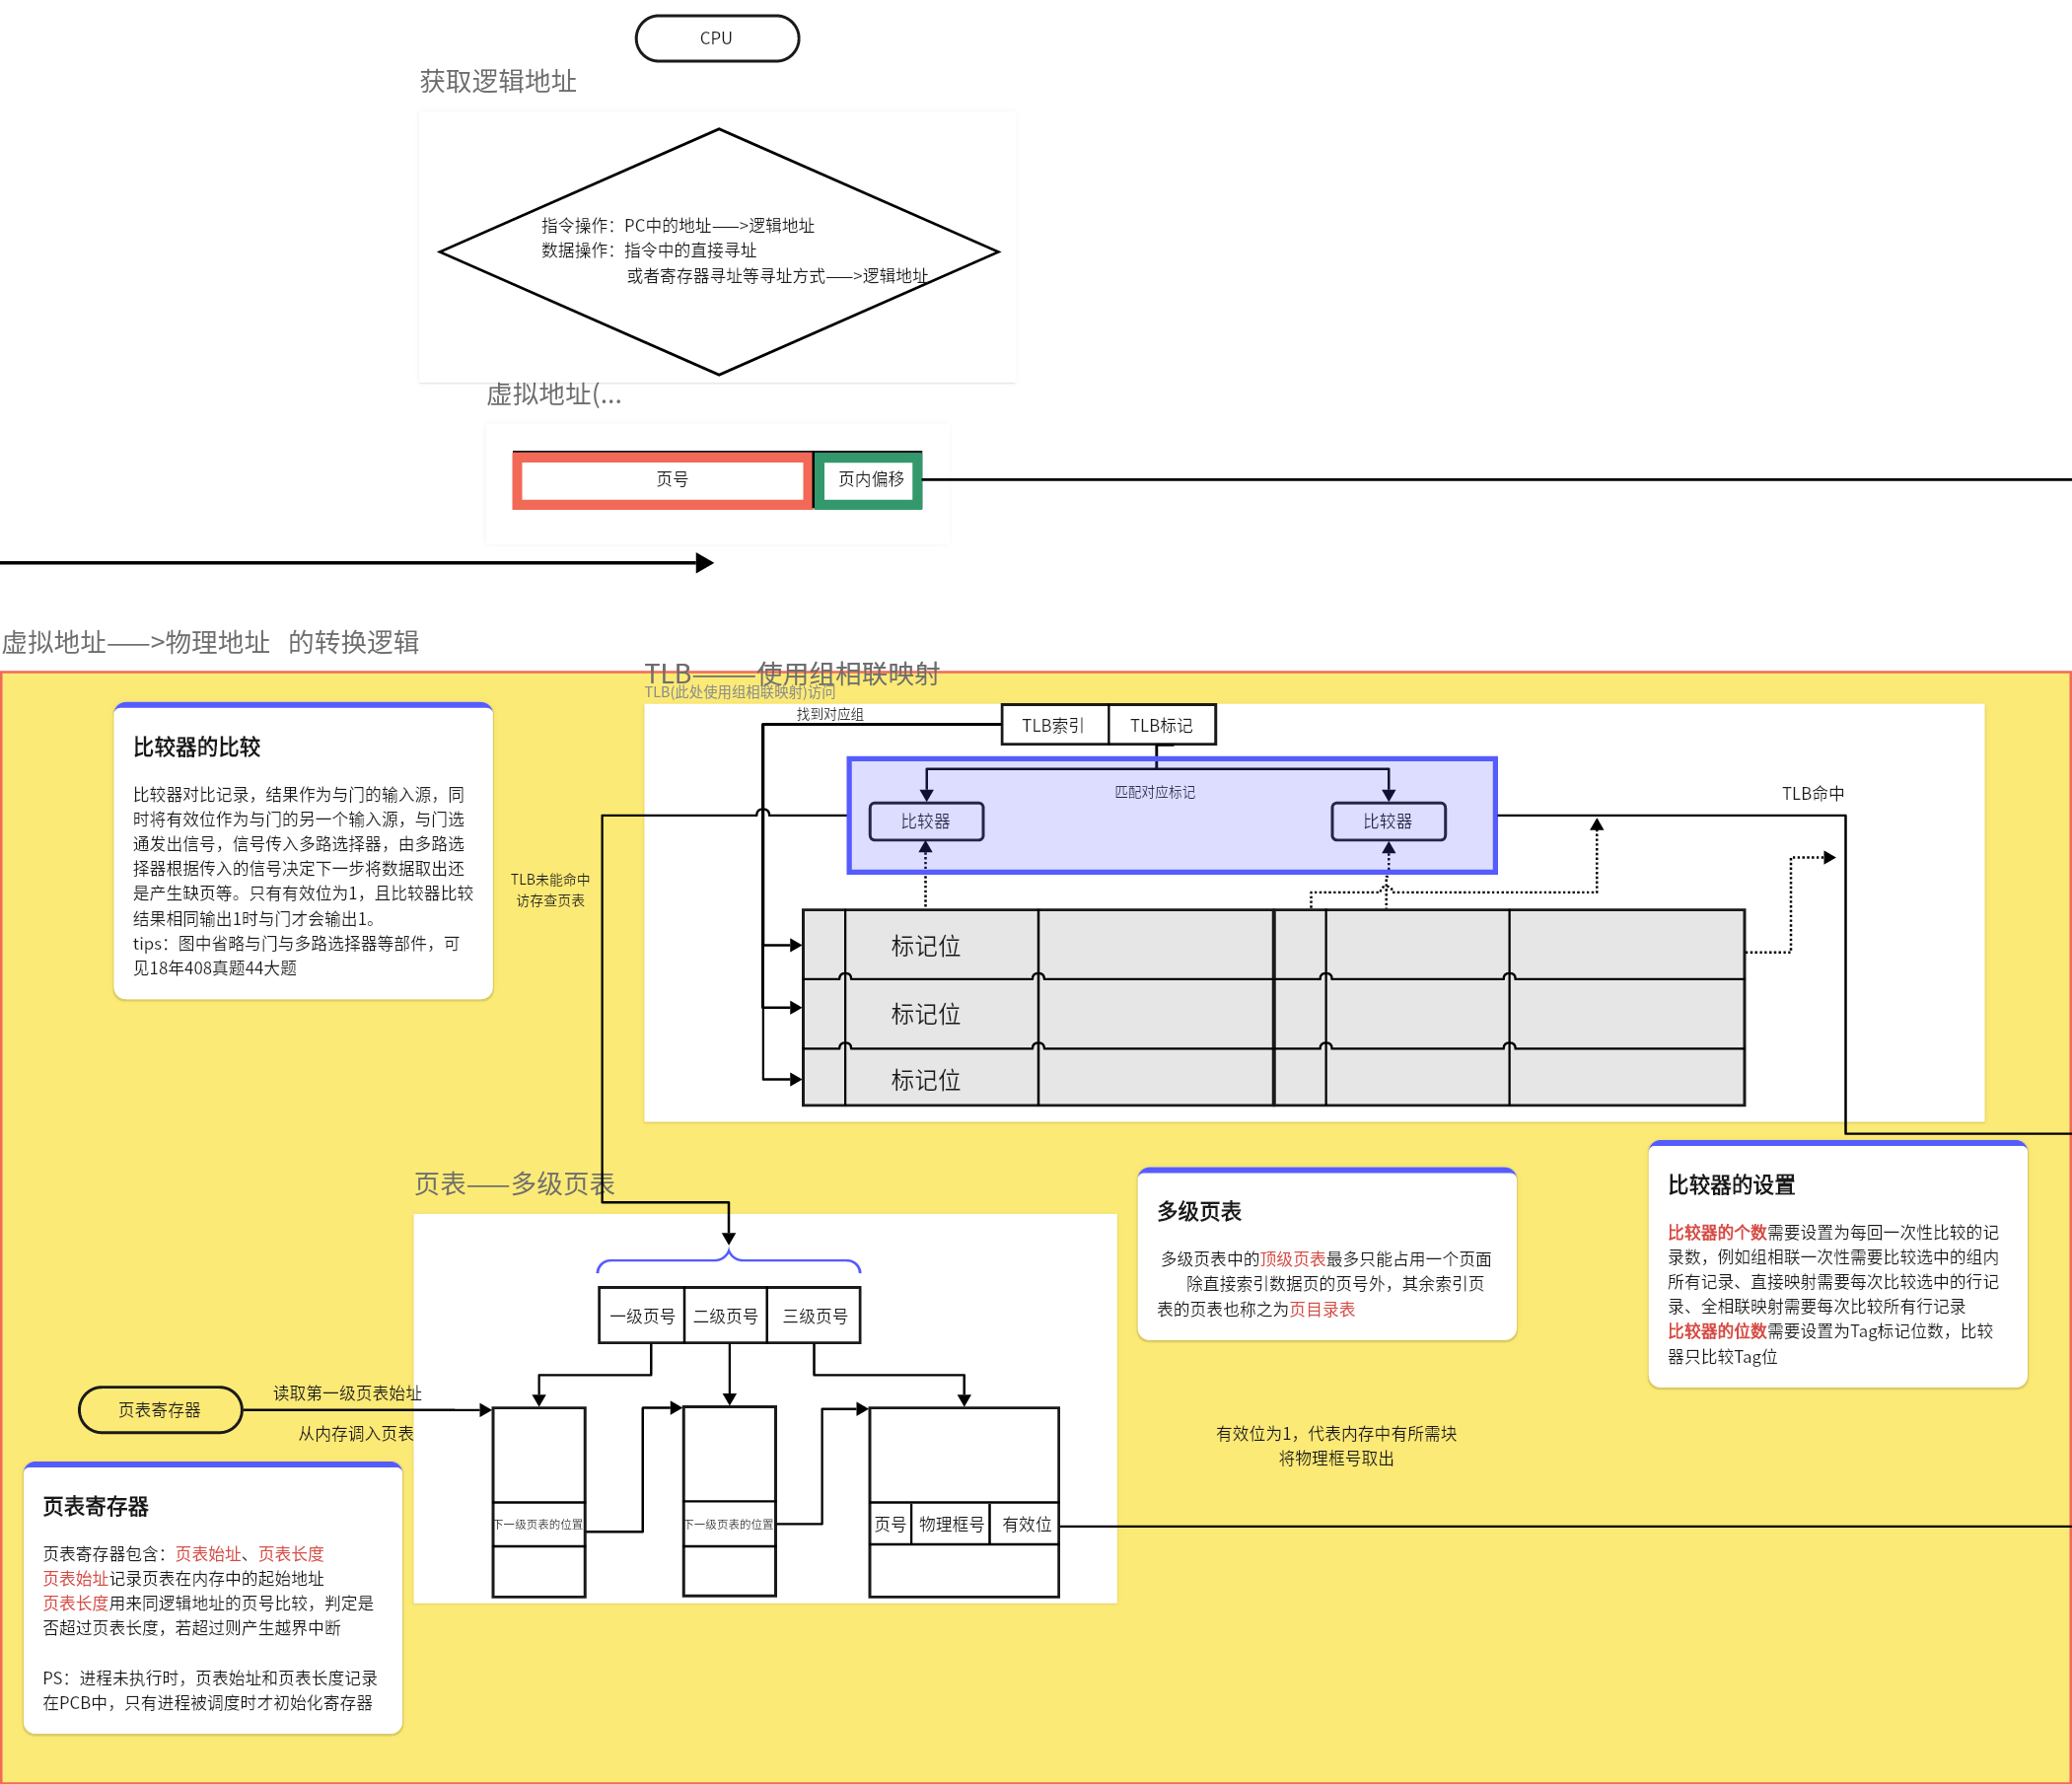 CPU
获取逻辑地址
指令操作：PC中的地址——>逻辑地址
数据操作：指令中的直接寻址
或者寄存器寻址等寻址方式——>逻辑地址
虚拟地址(...
页号
页内偏移
虚拟地址——>物理地址 的转换逻辑
TLB——使用组相联映射
TLB(此处使用组相联映射)访问
找到对应组
TLB索引
TLB标记
匹配对应标记
比较器
比较器
TLB命中
比较器的比较
比较器对比记录，结果作为与门的输入源，同
时将有效位作为与门的另一个输入源，与门选
通发出信号，信号传入多路选择器，由多路选
择器根据传入的信号决定下一步将数据取出还
是产生缺页等。只有有效位为1，且比较器比较
结果相同输出1时与门才会输出1。
tips：图中省略与门与多路选择器等部件，可
见18年408真题44大题
TLB未能命中
访存查页表
标记位
标记位
标记位
页表——多级页表
一级页号
二级页号
三级页号
多级页表
多级页表中的顶级页表最多只能占用一个页面
除直接索引数据页的页号外，其余索引页
表的页表也称之为页目录表
比较器的设置
比较器的个数需要设置为每回一次性比较的记
录数，例如组相联一次性需要比较选中的组内
所有记录、直接映射需要每次比较选中的行记
录、全相联映射需要每次比较所有行记录
比较器的位数需要设置为Tag标记位数，比较
器只比较Tag位
页表寄存器
读取第一级页表始址
从内存调入页表
下一级页表的位置
下一级页表的位置
页号
物理框号
有效位
有效位为1，代表内存中有所需块
将物理框号取出
页表寄存器
页表寄存器包含：页表始址、页表长度
页表始址记录页表在内存中的起始地址
页表长度用来同逻辑地址的页号比较，判定是
否超过页表长度，若超过则产生越界中断
PS：进程未执行时，页表始址和页表长度记录
在PCB中，只有进程被调度时才初始化寄存器